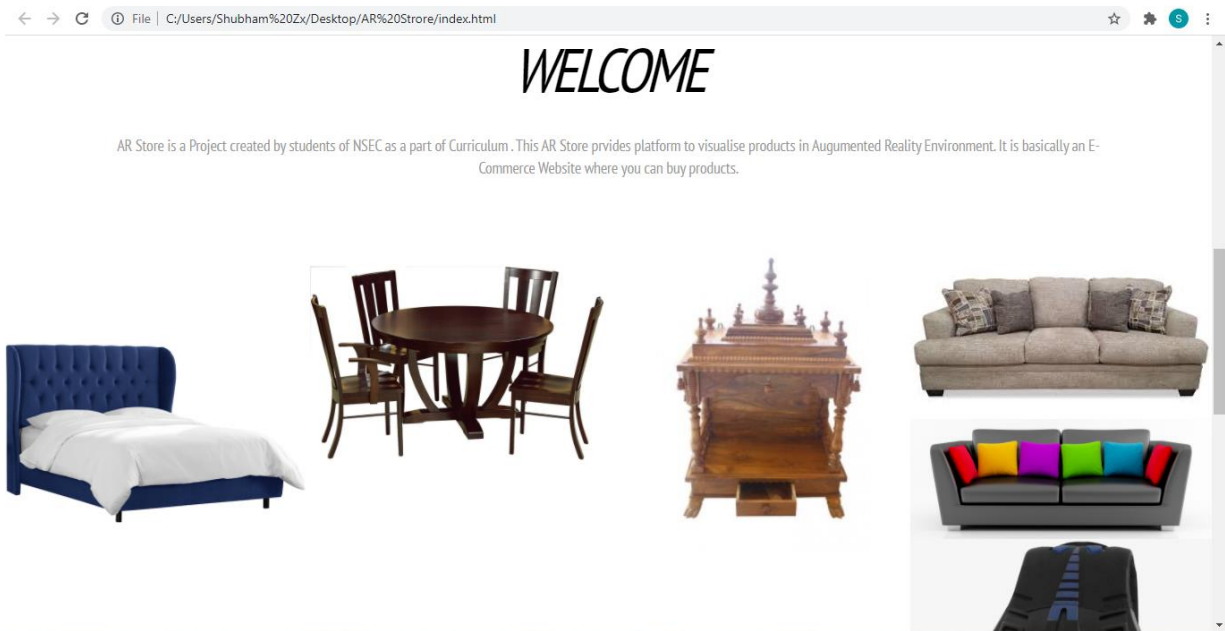 File | C:/Users/Shubham%20Zx/Desktop/AR%20Strore/index.html
S
WELCOME
AR Store is a Project created by students of NSEC as a part of Curriculum . This AR Store prvides platform to visualise products in Augumented Reality Environment. It is basically an E-
Commerce Website where you can buy products.